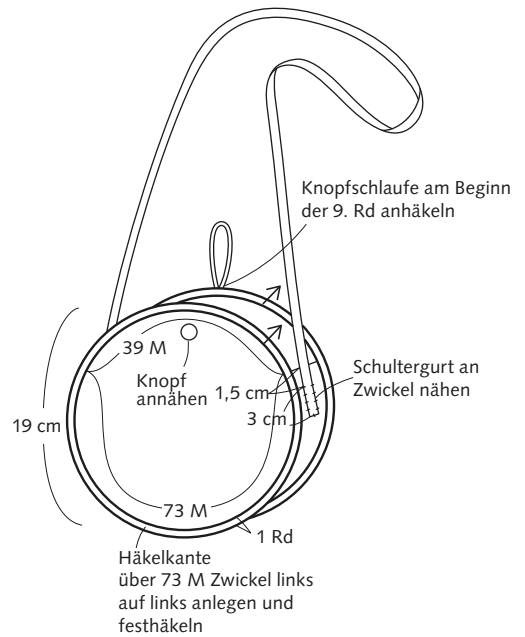 Knopfschlaufe am Beginn
der 9. Rd anhäkeln
39 M
Knopf
annähen
1,5 cm
3 cm
Schultergurt an
Zwickel nähen
19 cm
73 M
1 Rd
Häkelkante
über 73 M Zwickel links
auf links anlegen und
festhäkeln